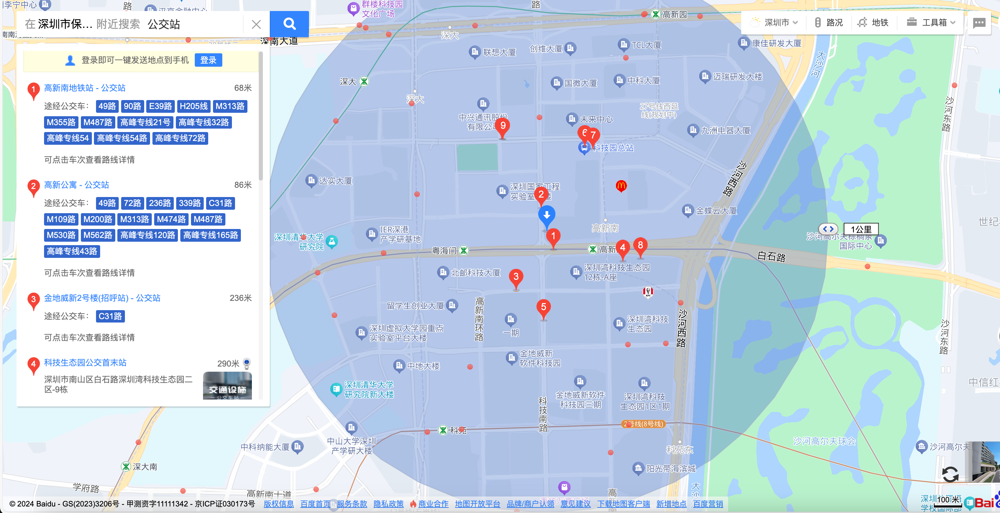 在 深圳市保... 附近搜索 公交站
深圳市
路况
地铁
工具箱
登录即可一键发送地点到手机 登录
1 高新南地铁站 - 公交站 68米
途经公交车： 49路 90路 E39路 H205线 M313路
M355路 M487路 高峰专线21号 高峰专线32路
高峰专线54 高峰专线54路 高峰专线72路
可点击车次查看路线详情
2 高新公寓 - 公交站 86米
途经公交车： 49路 72路 236路 339路 C31路
M109路 M200路 M313路 M474路 M487路
M530路 M562路 高峰专线120路 高峰专线165路
高峰专线43路
可点击车次查看路线详情
3 金地威新2号楼(招呼站) - 公交站 236米
途经公交车： C31路
可点击车次查看路线详情
4 科技生态园公交首末站 290米
深圳市南山区白石路深圳湾科技生态园二
区-9栋
交通设施
公交车站
李宁中心
路
汉京金融中心
群楼科技园
文化广场
路
高新园
深南大道
深大
联想大厦
创维大厦
TCL大厦
康佳研发大厦
大沙河
深大
国微大厦
中科大厦
迈瑞研发大楼
深大
沙河东路
27号线西延
线(规划中)
中兴通讯股份
有限公司
未来中心
九洲电器大厦
9
6
7
科技园总站
沙河西路
达实大厦
深圳国家工程
2
金蝶云大厦
高新南
世纪
IER深港
产学研基地
深圳清华大学
研究院
1
1公里
国际中心
粤海门
4
8
白石路
深圳湾科技生态园
12栋-A座
北邮科技大厦
3
KFC
留学生创业大厦
高新南环路
5
一期
深圳湾科技
生态园
沙河西路
沙河东路
深圳虚拟大学园重点
实验室平台大楼
金地威新
软件科技园
中地大楼
中信红
深圳清华大学
研究院新大楼
金地威新软件
科技园三期
深圳湾科技
生态园1区1期
科技南路
2号线(8号线)
科苑
中山大学深圳
产学研大楼
中科纳能大厦
沙河高尔夫球会
沙河高尔夫
科苑东
深大南
阳光带海滨城
学府路
高新南十道
大沙
高新南
100 米
Bai
© 2024 Baidu - GS(2023)3206号 - 甲测资字11111342 - 京ICP证030173号 版权信息 百度首页 服务条款 隐私政策 商业合作 地图开放平台 品牌/商户认领 意见建议 下载地图客户端 新增地点 百度营销